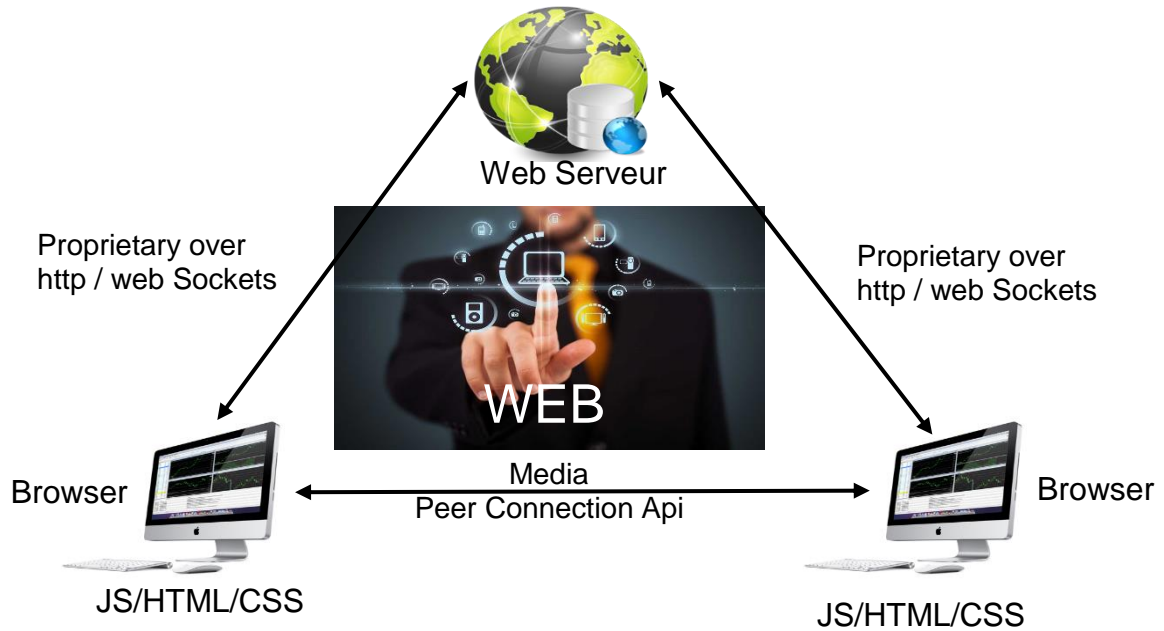 Web Serveur
Proprietary over
http / web Sockets
Proprietary over
http / web Sockets
WEB
Media
Peer Connection Api
Browser
Browser
JS/HTML/CSS
JS/HTML/CSS